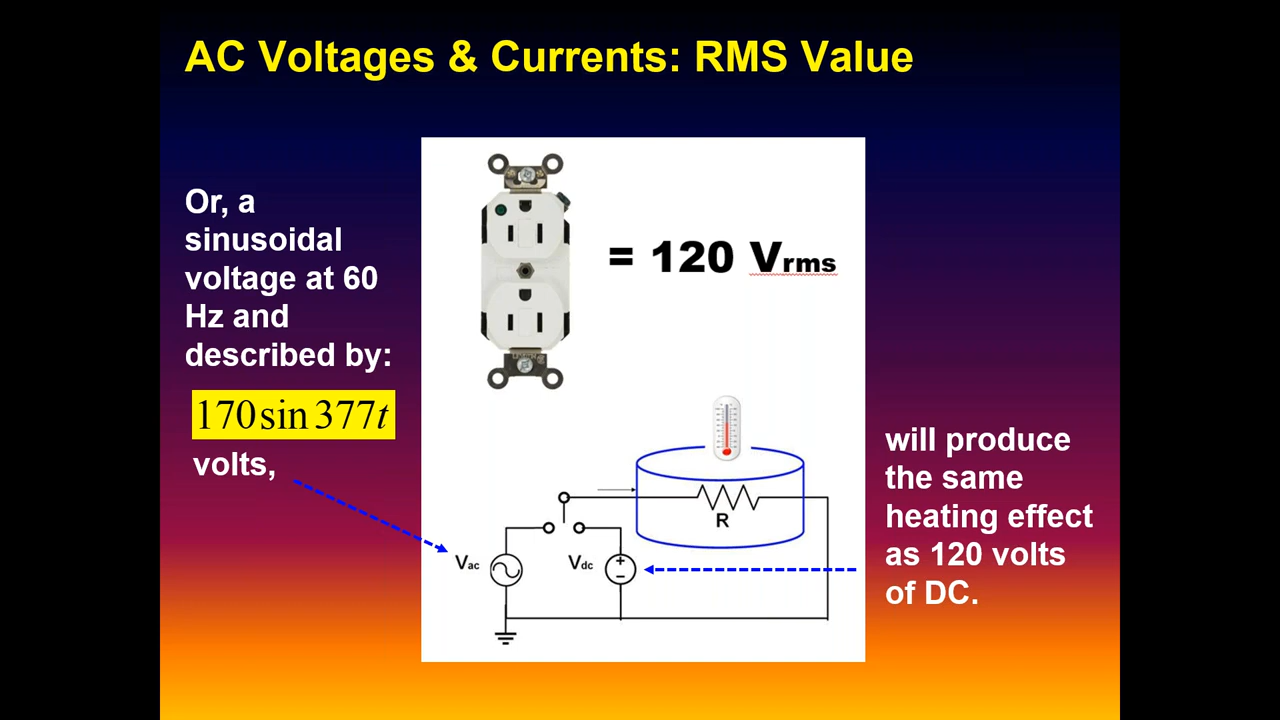 AC Voltages & Currents: RMS Value
Or, a
sinusoidal
voltage at 60
Hz and
described by:
170 sin 377t
volts,
= 120 Vrms
R
Vac
Vdc
+
−
will produce
the same
heating effect
as 120 volts
of DC.